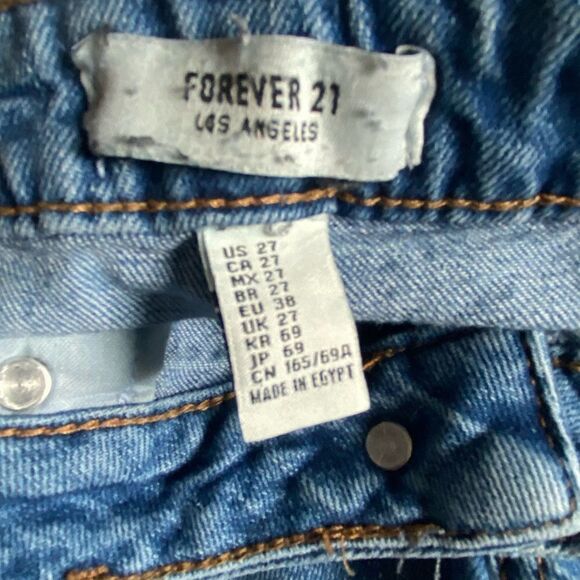 FOREVER 21
LOS ANGELES
US 27
CA 27
MX 27
BR 27
EU 38
UK 27
KR 69
JP 69
CN 165/69A
MADE IN EGYPT